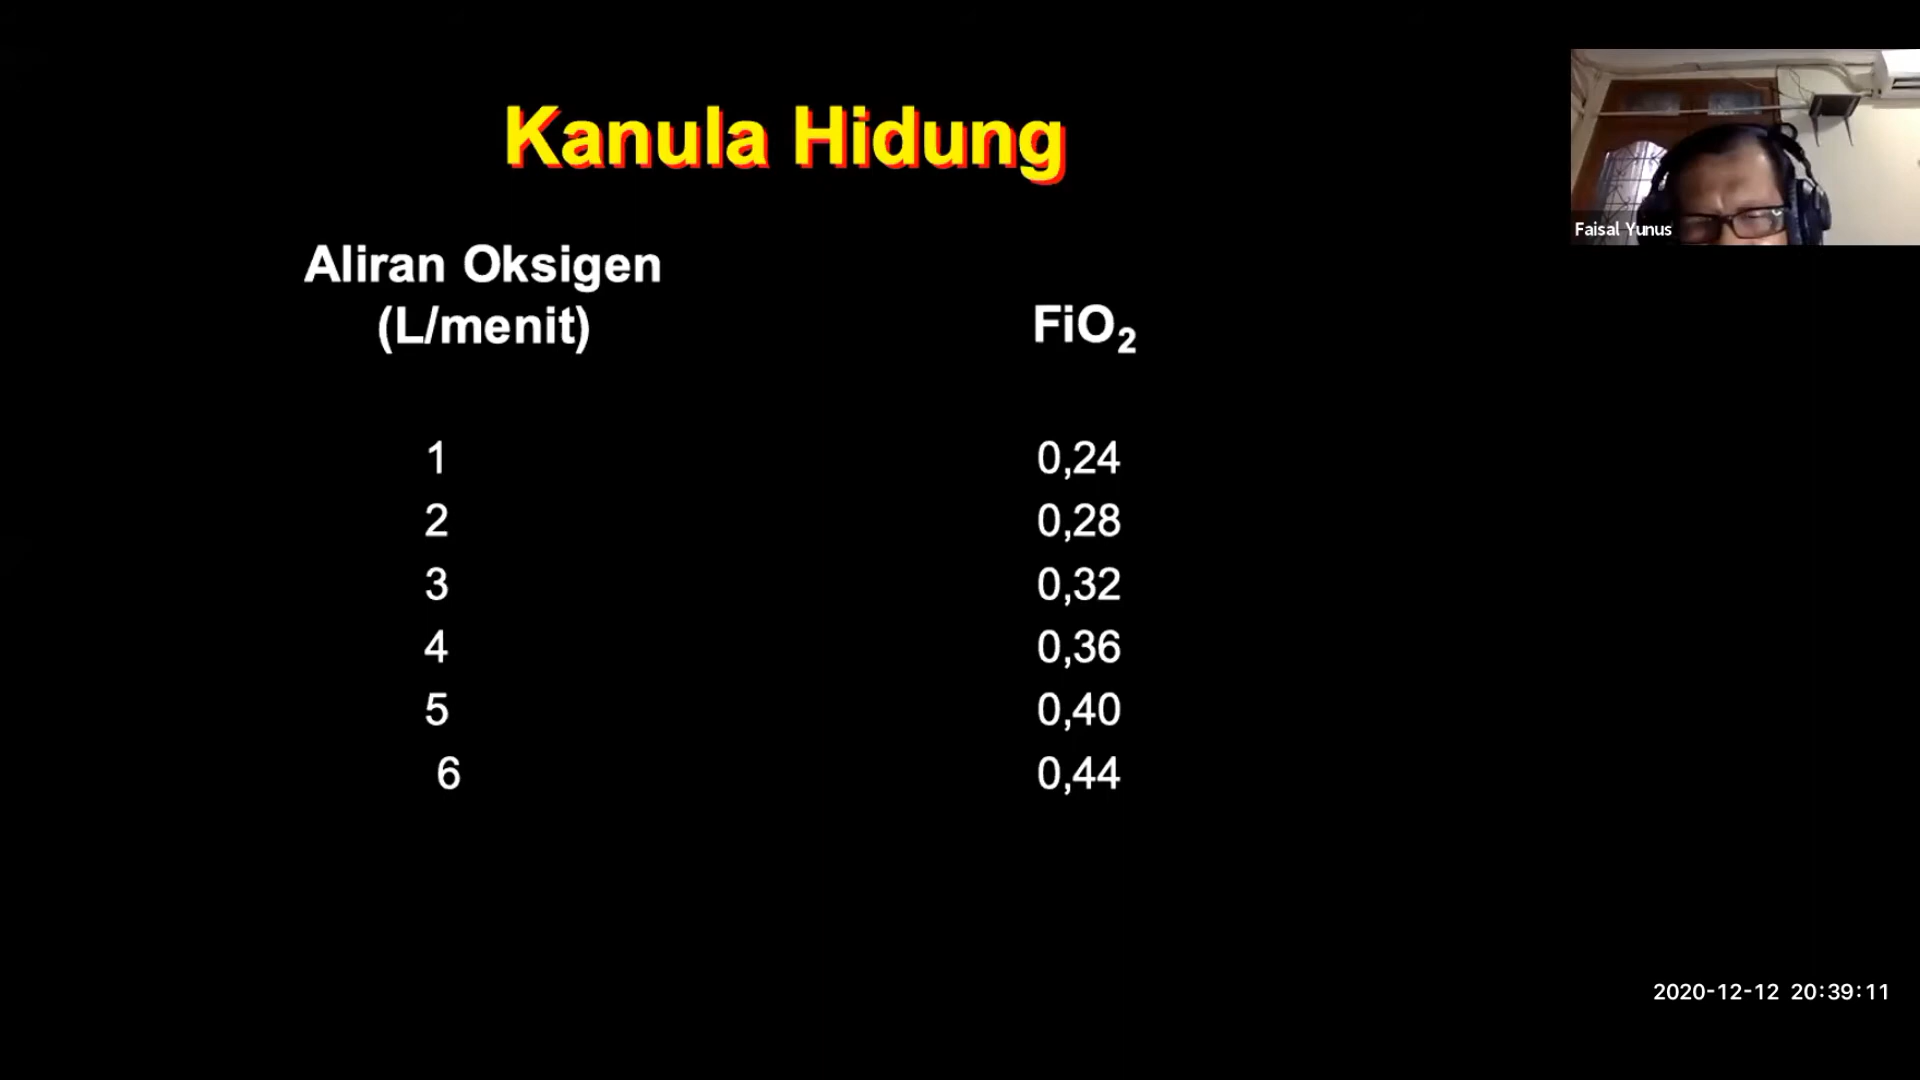 Kanula Hidung
Aliran Oksigen
(L/menit)
FiO₂
1 0,24
2 0,28
3 0,32
4 0,36
5 0,40
6 0,44
Faisal Yunus
2020-12-12 20:39:11